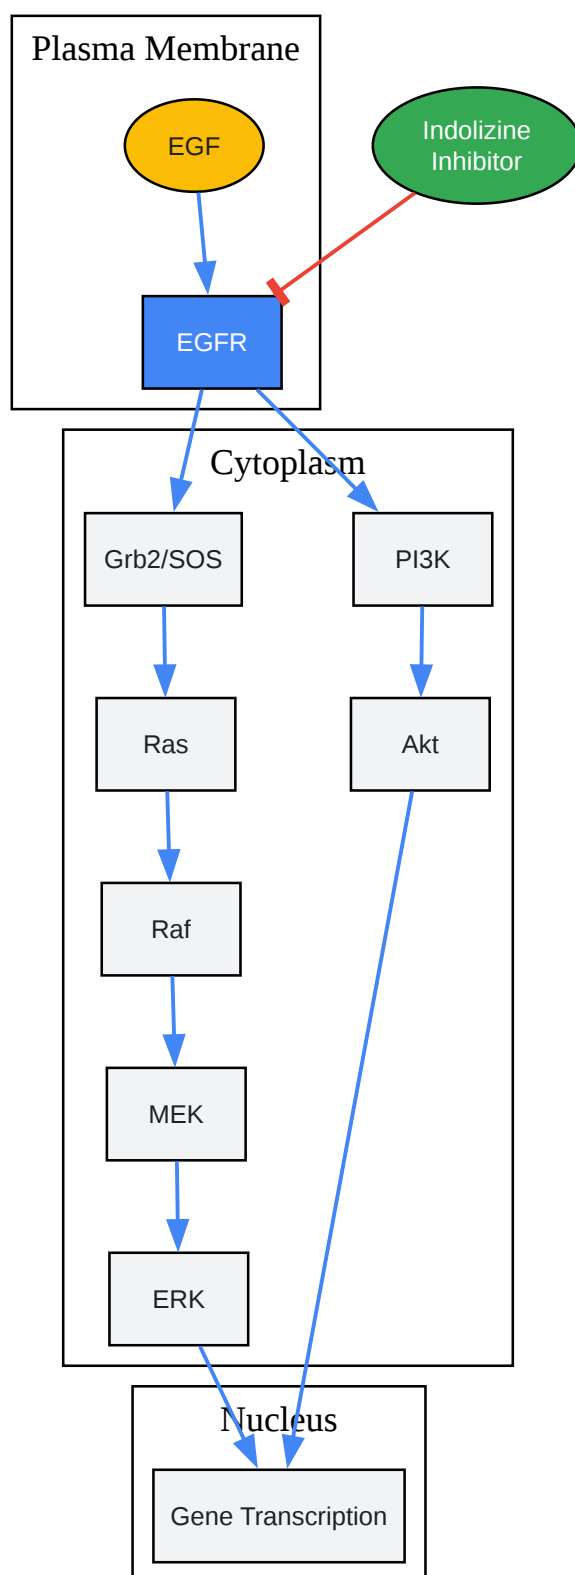 Plasma Membrane
EGF
Indolizine
Inhibitor
EGFR
Cytoplasm
Grb2/SOS
PI3K
Ras
Akt
Raf
MEK
ERK
Nucleus
Gene Transcription